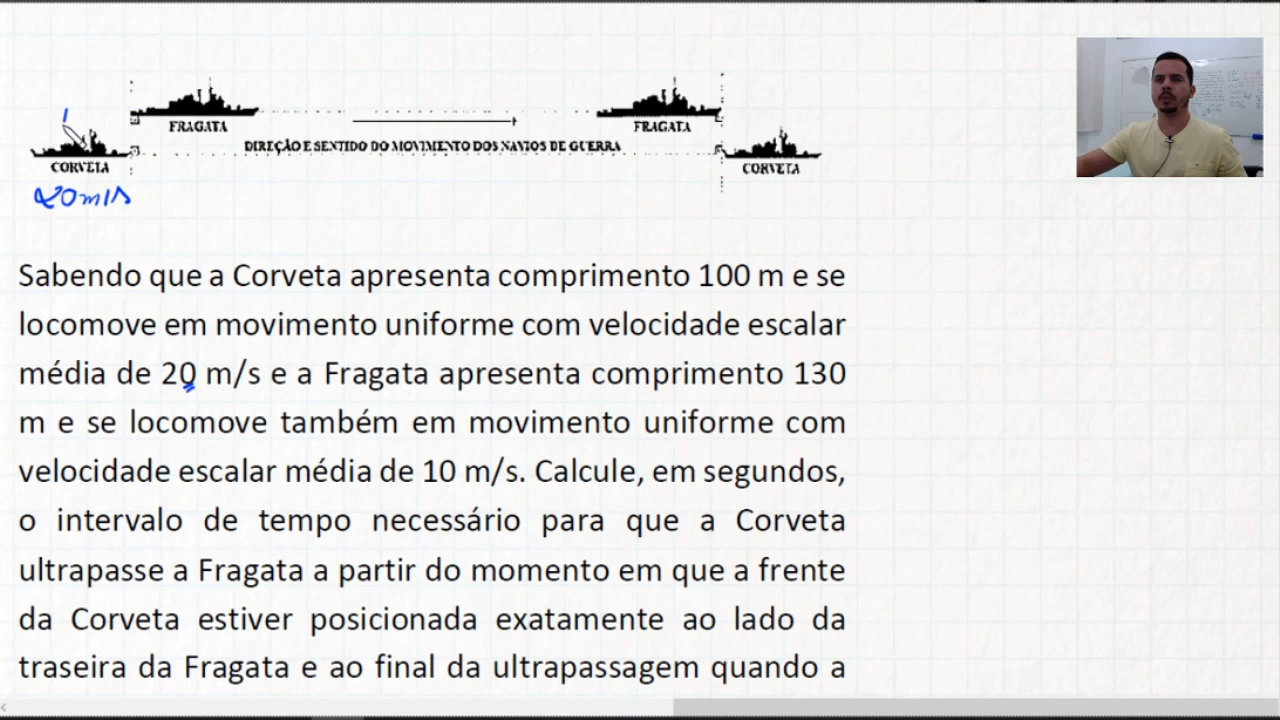 FRAGATA
FRAGATA
DIREÇÃO E SENTIDO DO MOVIMENTO DOS NAVIOS DE GUERRA
CORVETA
CORVETA
20m/s
Sabendo que a Corveta apresenta comprimento 100 m e se
locomove em movimento uniforme com velocidade escalar
média de 20 m/s e a Fragata apresenta comprimento 130
m e se locomove também em movimento uniforme com
velocidade escalar média de 10 m/s. Calcule, em segundos,
o intervalo de tempo necessário para que a Corveta
ultrapasse a Fragata a partir do momento em que a frente
da Corveta estiver posicionada exatamente ao lado da
traseira da Fragata e ao final da ultrapassagem quando a